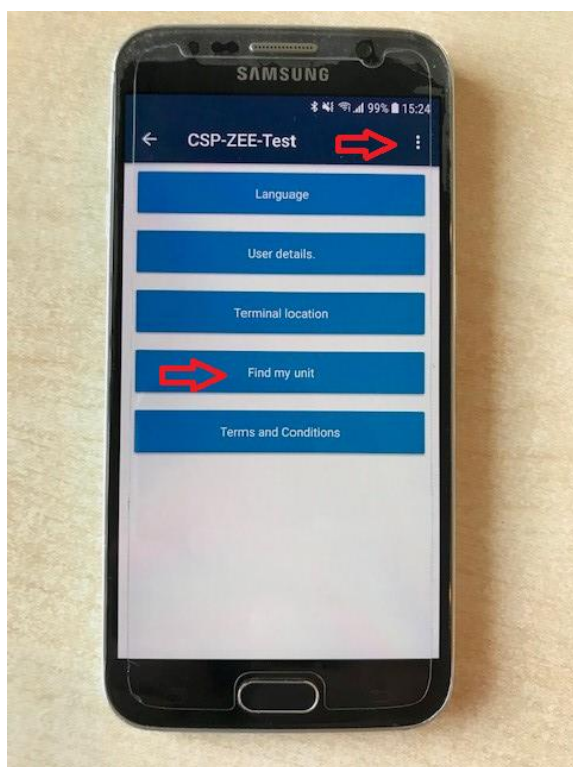 SAMSUNG
99% 15:24
CSP-ZEE-Test
Language
User details.
Terminal location
Find my unit
Terms and Conditions